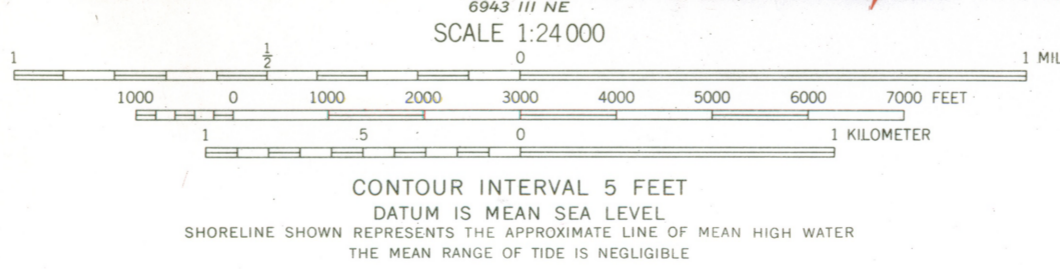 6943 III NE
SCALE 1:24 000
1 1/2 0 1 MIL
1000 0 1000 2000 3000 4000 5000 6000 7000 FEET
1 .5 0 1 KILOMETER
CONTOUR INTERVAL 5 FEET
DATUM IS MEAN SEA LEVEL
SHORELINE SHOWN REPRESENTS THE APPROXIMATE LINE OF MEAN HIGH WATER
THE MEAN RANGE OF TIDE IS NEGLIGIBLE